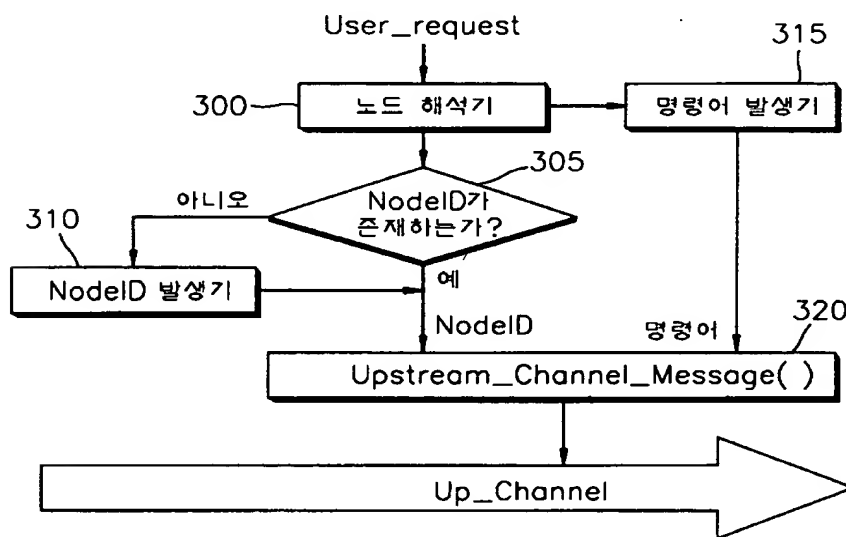 User_request
315
300
노드 해석기
명령어 발생기
305
아니오
NodeID가
존재하는가?
310
예
NodeID 발생기
NodeID
명령어
320
Upstream_Channel_Message( )
Up_Channel